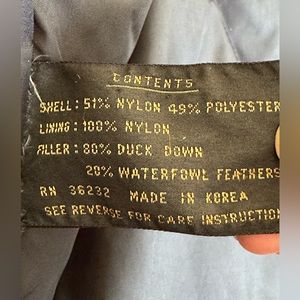 CONTENTS
SHELL: 51% NYLON 49% POLYESTER
LINING: 100% NYLON
FILLER: 80% DUCK DOWN
20% WATERFOWL FEATHERS
RN 36232 MADE IN KOREA
SEE REVERSE FOR CARE INSTRUCTION